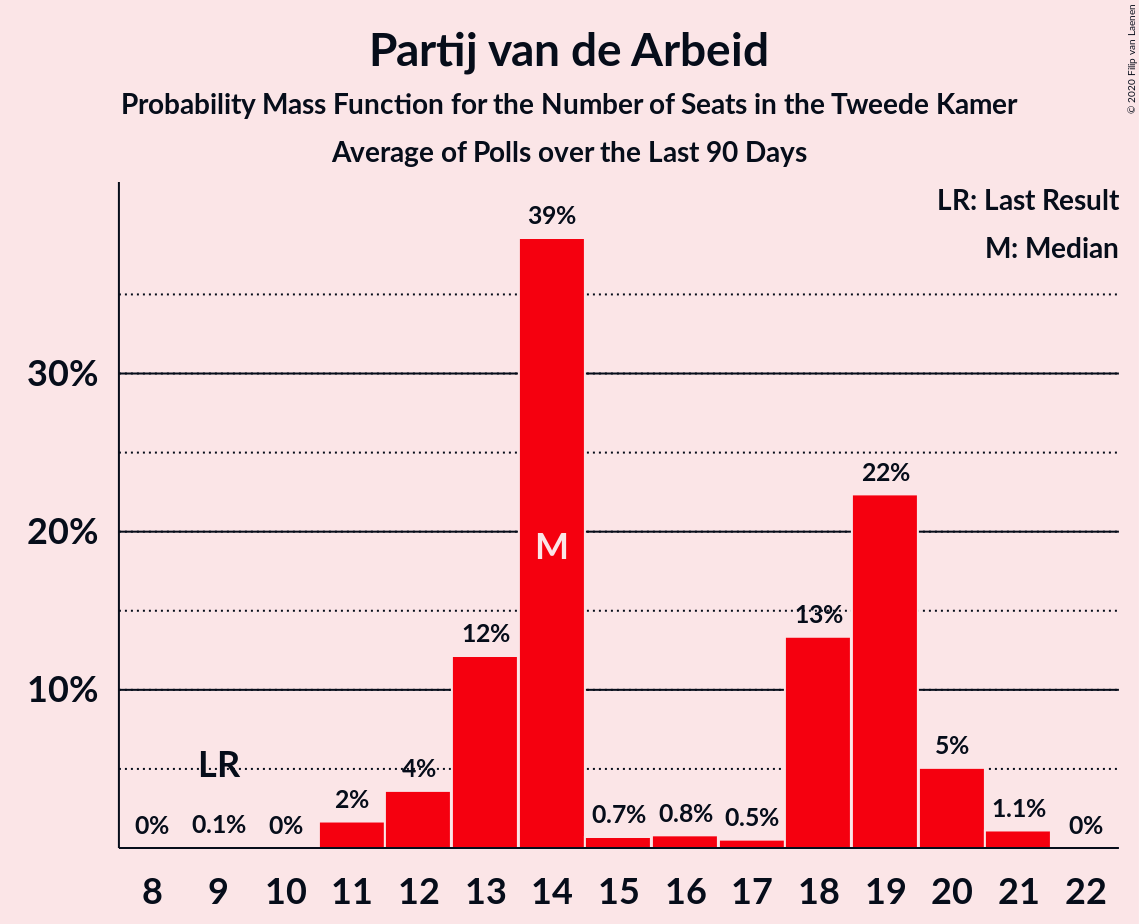 Partij van de Arbeid
Probability Mass Function for the Number of Seats in the Tweede Kamer
Average of Polls over the Last 90 Days
© 2020 Filip van Laenen
LR: Last Result
M: Median
39%
30%
22%
20%
M
13%
12%
10%
LR
5%
4%
2%
1.1%
0.8%
0.7%
0.5%
0%
0.1%
0%
0%
8 9 10 11 12 13 14 15 16 17 18 19 20 21 22